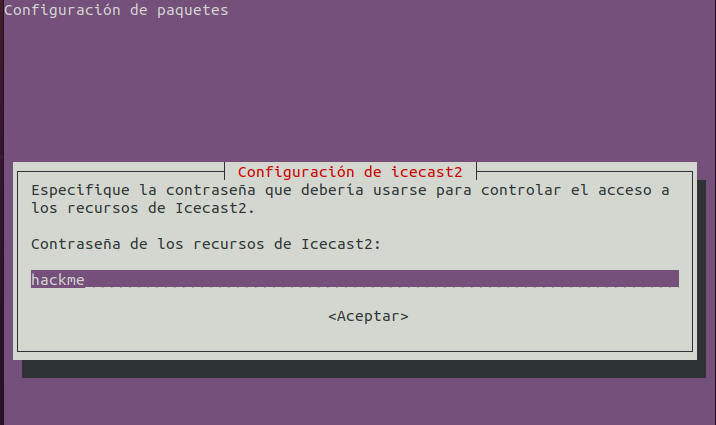 Configuración de paquetes
Configuración de icecast2
Especifique la contraseña que debería usarse para controlar el acceso a
los recursos de Icecast2.
Contraseña de los recursos de Icecast2:
hackme
<Aceptar>